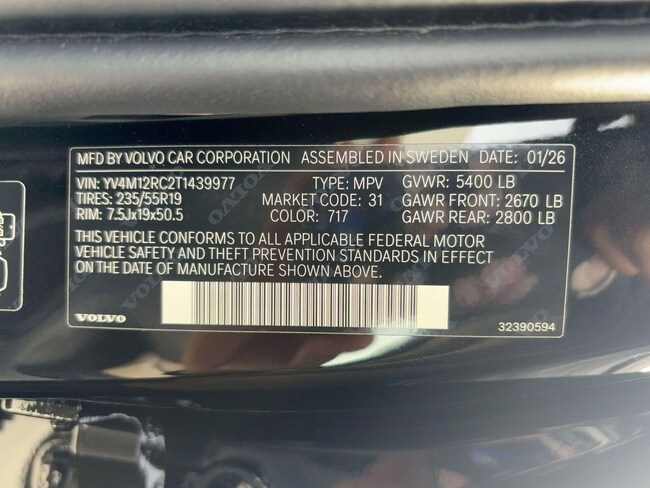 MFD BY VOLVO CAR CORPORATION ASSEMBLED IN SWEDEN DATE: 01/26
VIN: YV4M12RC2T1439977 TYPE: MPV GVWR: 5400 LB
TIRES: 235/55R19 MARKET CODE: 31 GAWR FRONT: 2670 LB
RIM: 7.5Jx19x50.5 COLOR: 717 GAWR REAR: 2800 LB
THIS VEHICLE CONFORMS TO ALL APPLICABLE FEDERAL MOTOR
VEHICLE SAFETY AND THEFT PREVENTION STANDARDS IN EFFECT
ON THE DATE OF MANUFACTURE SHOWN ABOVE.
VOLVO
32390594